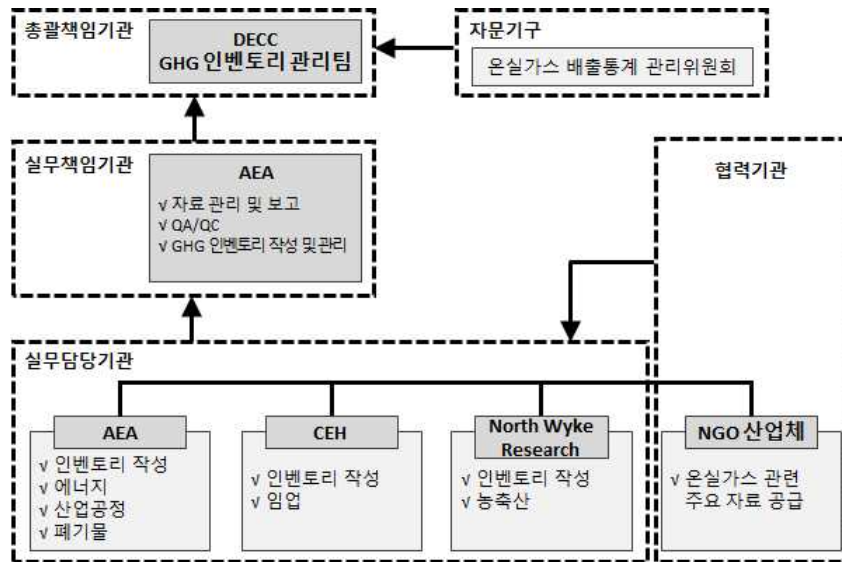 총괄책임기관
DECC
GHG 인벤토리 관리팀
자문기구
온실가스 배출통계 관리위원회
실무책임기관
AEA
√ 자료 관리 및 보고
√ QA/QC
√ GHG 인벤토리 작성 및관리
협력기관
실무담당기관
AEA
√ 인벤토리 작성
√ 에너지
√ 산업공정
√ 폐기물
CEH
√ 인벤토리 작성
√ 임업
North Wyke
Research
√ 인벤토리 작성
√ 농축산
NGO 산업체
√ 온실가스 관련
주요 자료 공급